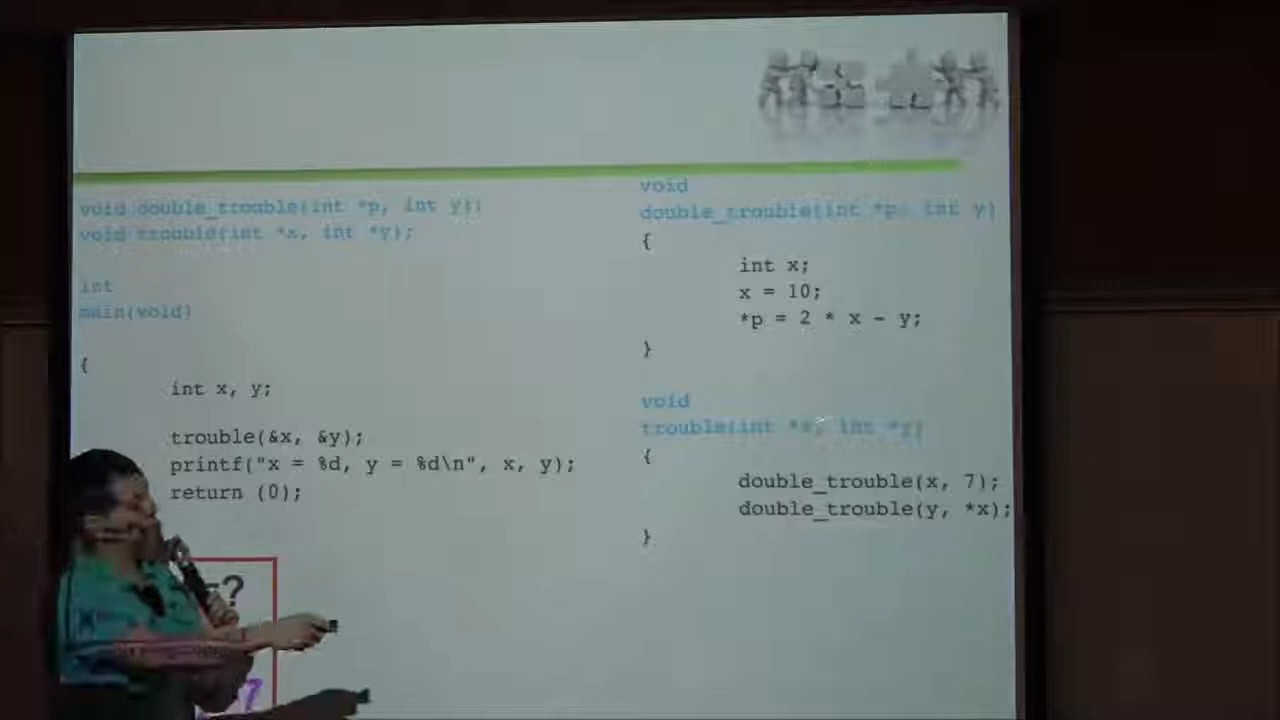 void double_trouble(int *p, int y);
void trouble(int *x, int *y);
int
main(void)
{
int x, y;
trouble(&x, &y);
printf("x = %d, y = %d\n", x, y);
return (0);
?
7
void
double_trouble(int *p, int y)
{
int x;
x = 10;
*p = 2 * x - y;
}
void
trouble(int *x, int *y)
{
double_trouble(x, 7);
double_trouble(y, *x);
}